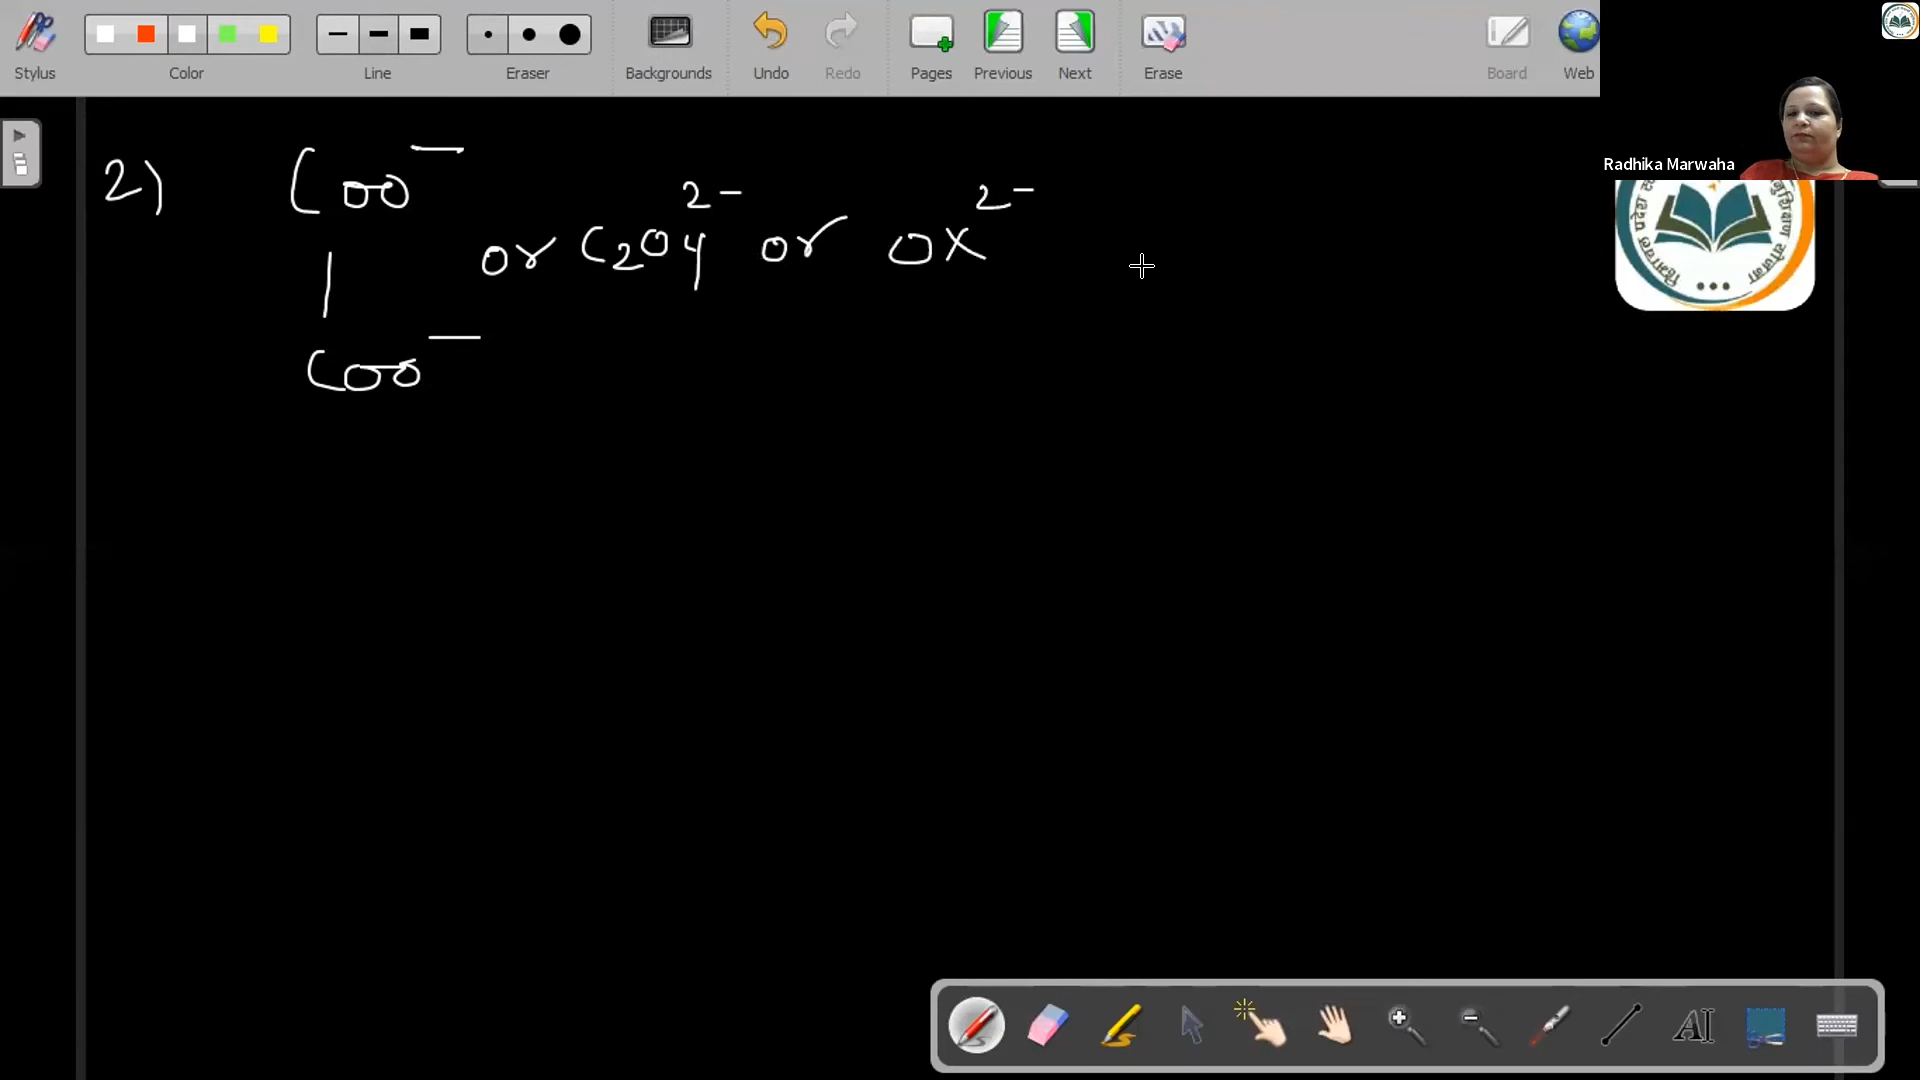 Stylus Color Line Eraser Backgrounds Undo Redo Pages Previous Next Erase Board Web
Radhika Marwaha
2) COO⁻ or C₂O₄²⁻ or OX²⁻
|
COO⁻
AI